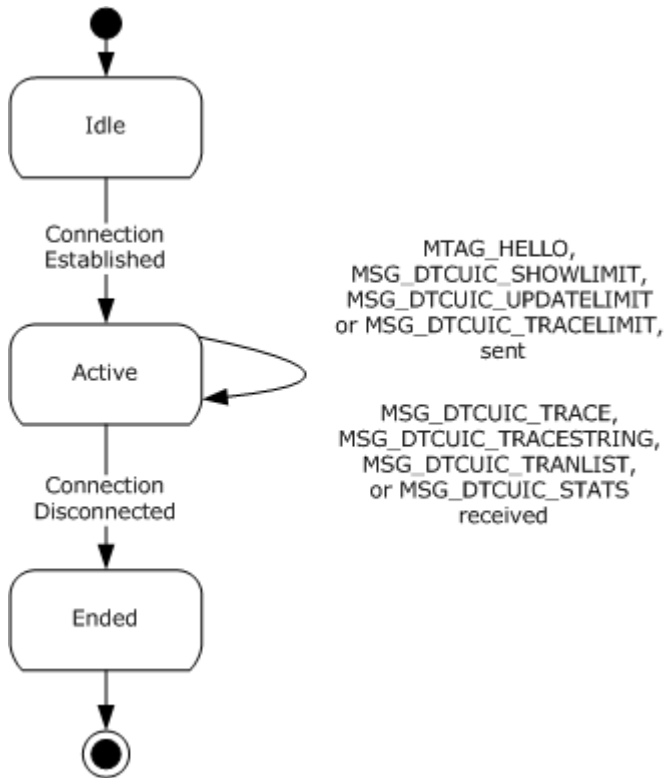 Idle
Connection
Established
MTAG_HELLO,
MSG_DTCUIC_SHOWLIMIT,
MSG_DTCUIC_UPDATELIMIT
or MSG_DTCUIC_TRACELIMIT,
sent
Active
MSG_DTCUIC_TRACE,
MSG_DTCUIC_TRACESTRING,
MSG_DTCUIC_TRANLIST,
or MSG_DTCUIC_STATS
received
Connection
Disconnected
Ended